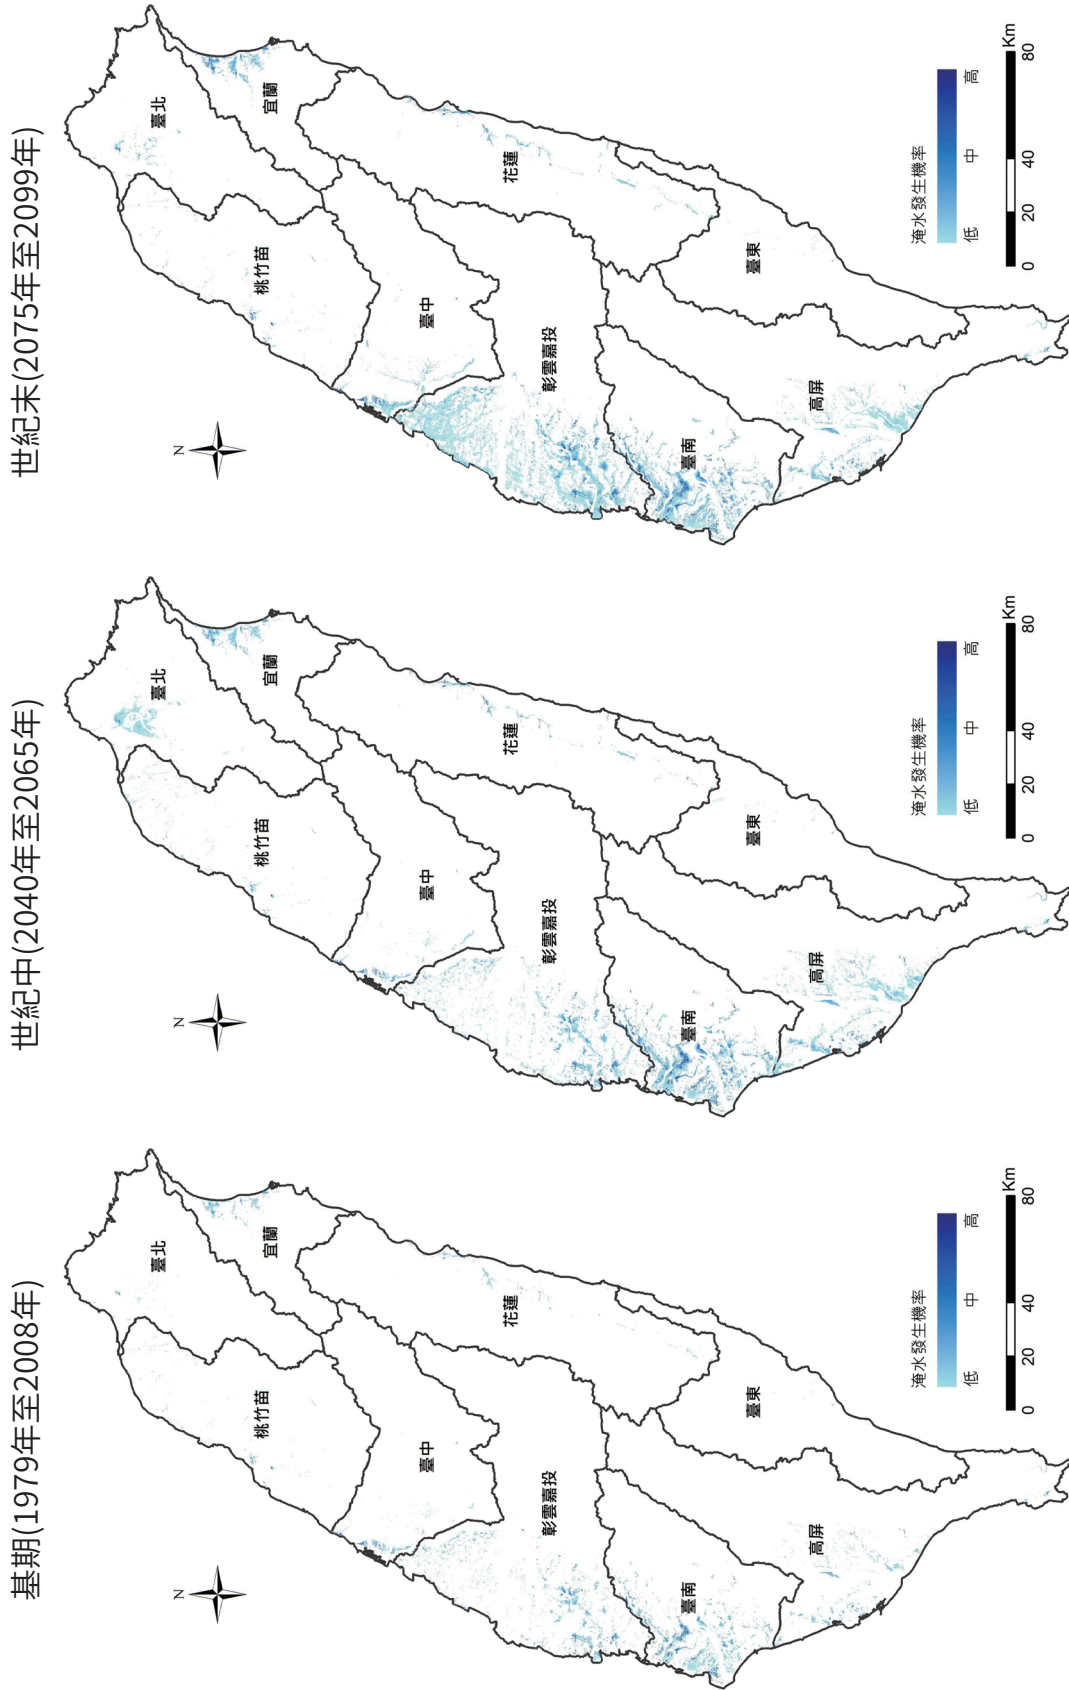 基期(1979年至2008年)
N
臺北
桃竹苗
宜蘭
臺中
花蓮
彰雲嘉投
臺南
臺東
高屏
淹水發生機率
低 中 高
Km
0 20 40 80
世紀中(2040年至2065年)
N
臺北
桃竹苗
宜蘭
臺中
花蓮
彰雲嘉投
臺南
臺東
高屏
淹水發生機率
低 中 高
Km
0 20 40 80
世紀末(2075年至2099年)
N
臺北
桃竹苗
宜蘭
臺中
花蓮
彰雲嘉投
臺南
臺東
高屏
淹水發生機率
低 中 高
Km
0 20 40 80